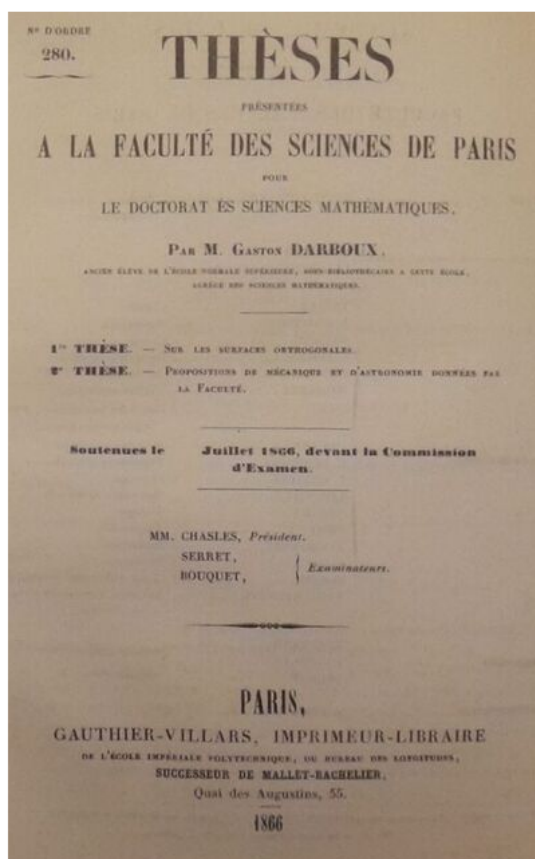 N° D'ORDRE
280.
THÈSES
PRÉSENTÉES
A LA FACULTÉ DES SCIENCES DE PARIS
POUR
LE DOCTORAT ÈS SCIENCES MATHÉMATIQUES,
PAR M. GASTON DARBOUX,
ANCIEN ÉLÈVE DE L'ÉCOLE NORMALE SUPÉRIEURE, SOUS-BIBLIOTHÉCAIRE A CETTE ÉCOLE,
AGRÉGÉ DES SCIENCES MATHÉMATIQUES.
1re THÈSE. — SUR LES SURFACES ORTHOGONALES.
2e THÈSE. — PROPOSITIONS DE MÉCANIQUE ET D'ASTRONOMIE DONNÉES PAR
LA FACULTÉ.
Soutenues le Juillet 1866, devant la Commission
d'Examen.
MM. CHASLES, Président.
SERRET,
BOUQUET,
Examinateurs.
PARIS,
GAUTHIER-VILLARS, IMPRIMEUR-LIBRAIRE
DE L'ÉCOLE IMPÉRIALE POLYTECHNIQUE, DU BUREAU DES LONGITUDES,
SUCCESSEUR DE MALLET-BACHELIER,
Quai des Augustins, 55.
1866